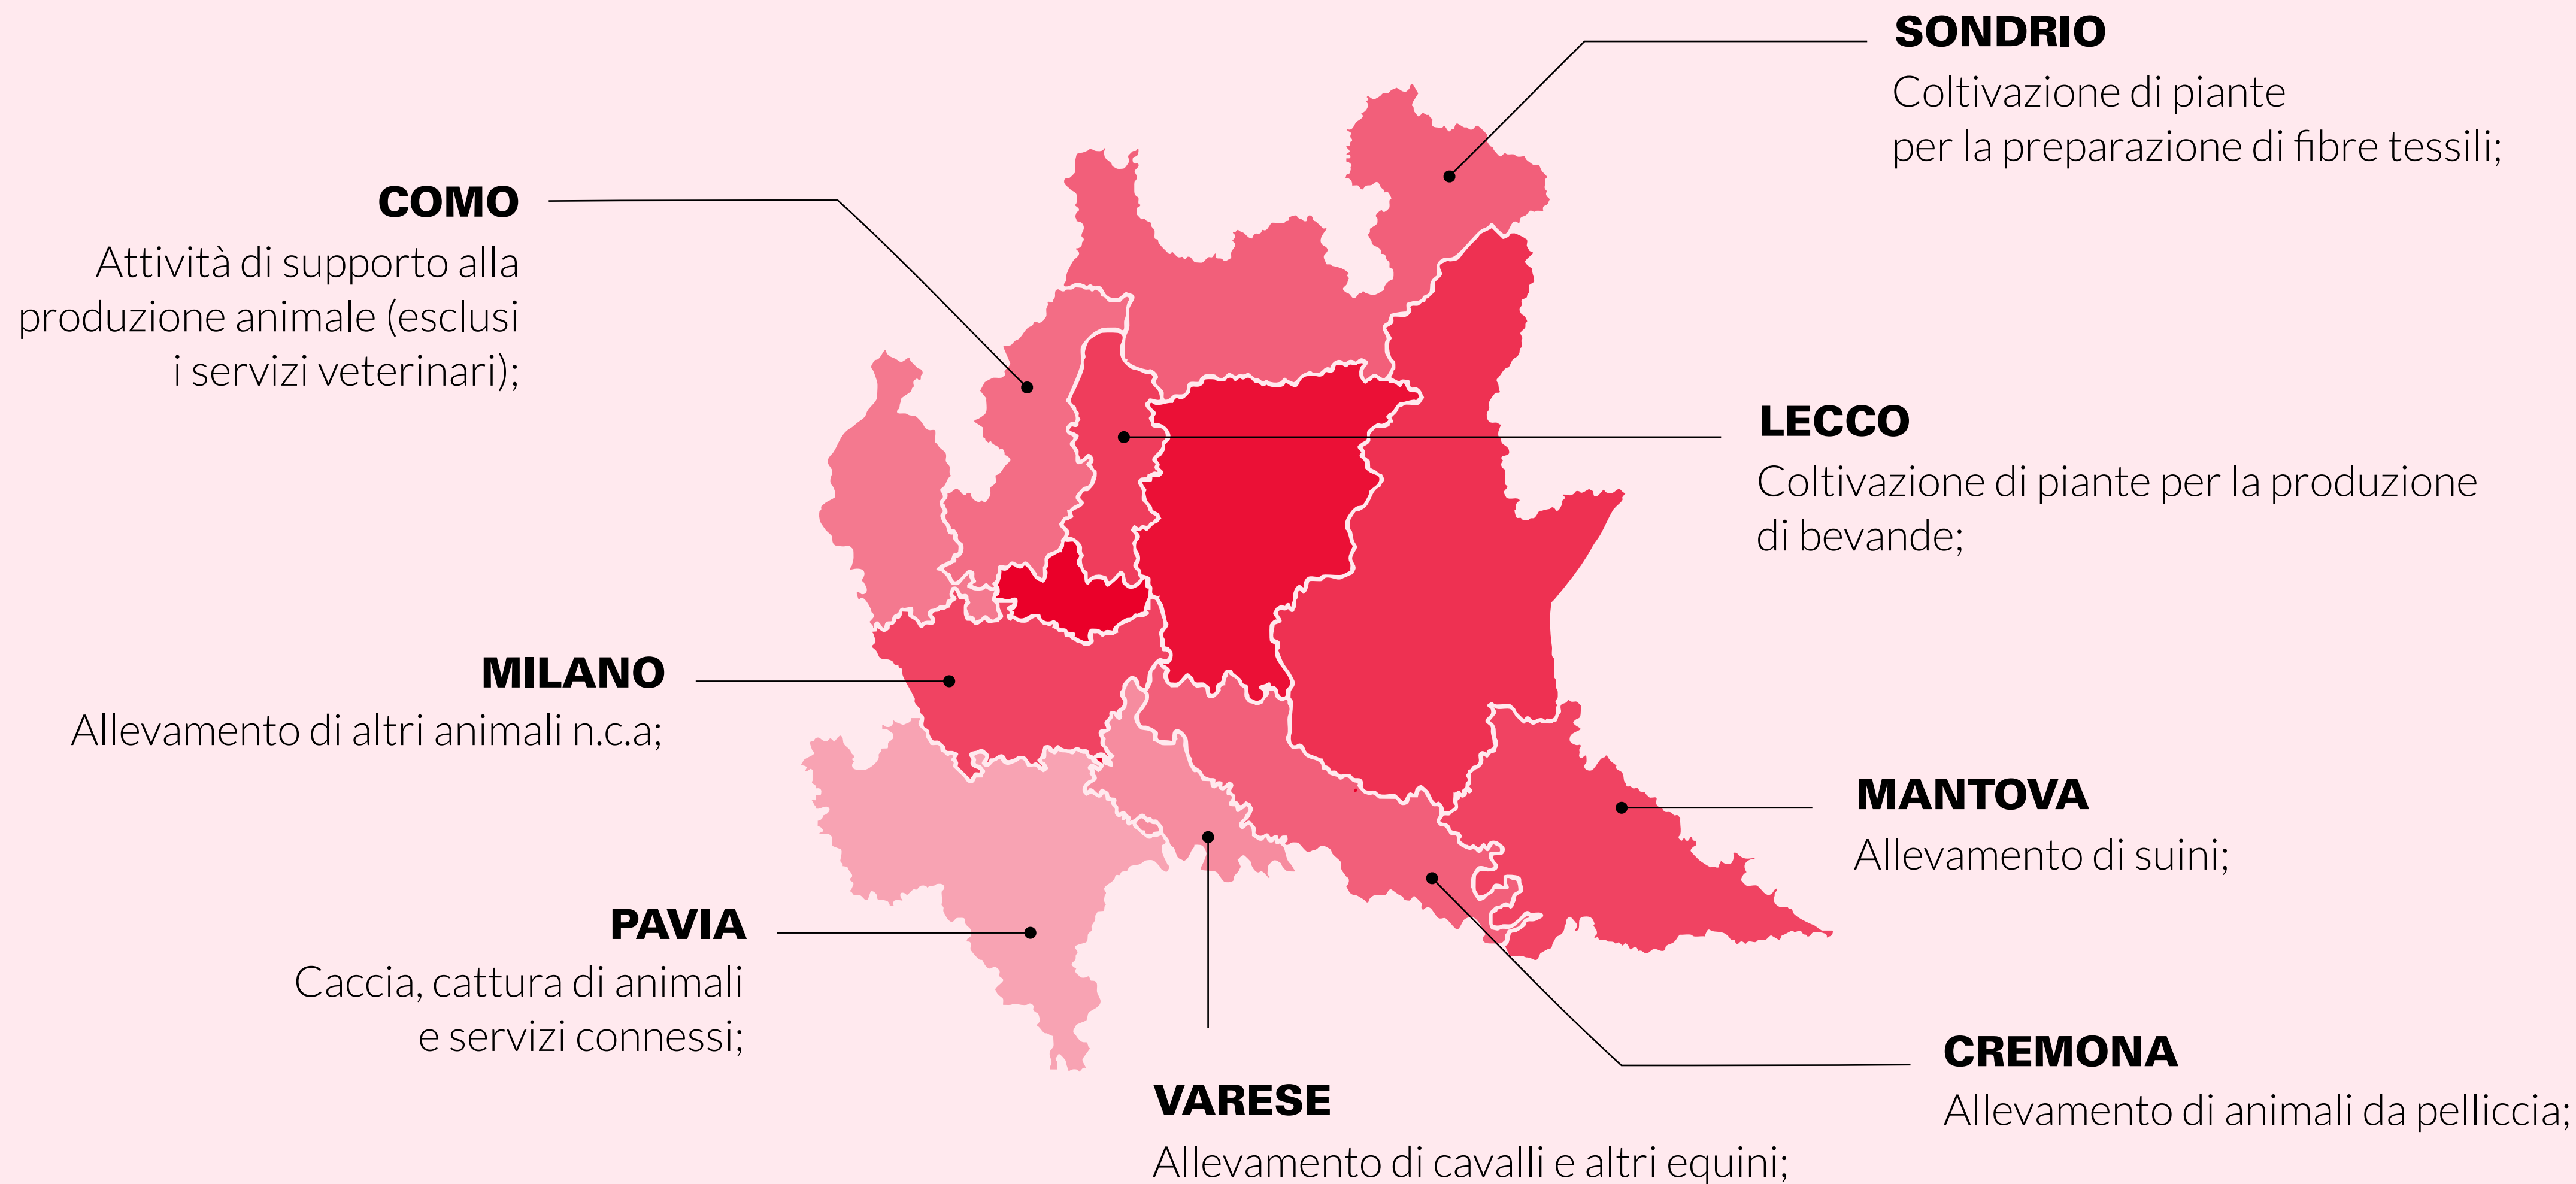 SONDRIO
Coltivazione di piante
per la preparazione di fibre tessili;
COMO
Attività di supporto alla
produzione animale (esclusi
i servizi veterinari);
LECCO
Coltivazione di piante per la produzione
di bevande;
MILANO
Allevamento di altri animali n.c.a;
MANTOVA
Allevamento di suini;
PAVIA
Caccia, cattura di animali
e servizi connessi;
CREMONA
Allevamento di animali da pelliccia;
VARESE
Allevamento di cavalli e altri equini;